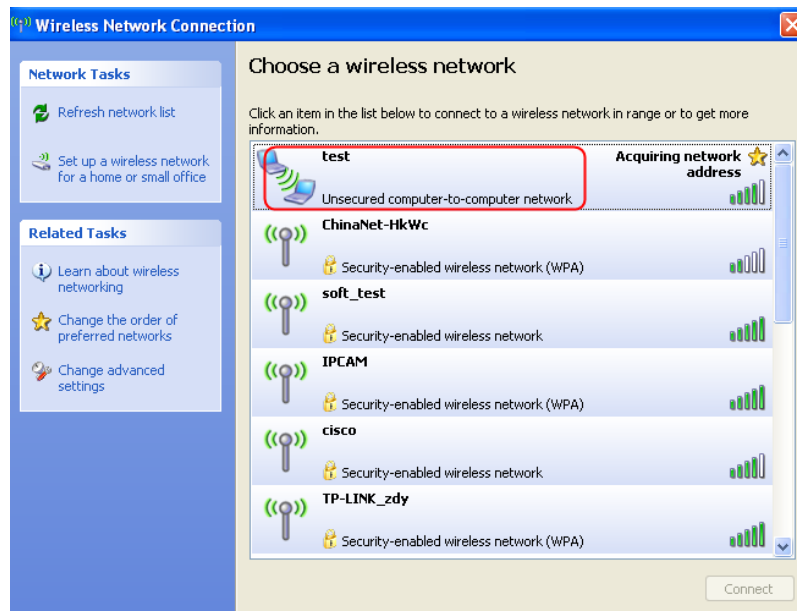 Wireless Network Connection
Network Tasks
Refresh network list
Set up a wireless network
for a home or small office
Related Tasks
Learn about wireless
networking
Change the order of
preferred networks
Change advanced
settings
Choose a wireless network
Click an item in the list below to connect to a wireless network in range or to get more
information.
test
Acquiring network
address
Unsecured computer-to-computer network
ChinaNet-HkWc
Security-enabled wireless network (WPA)
soft_test
Security-enabled wireless network
IPCAM
Security-enabled wireless network (WPA)
cisco
Security-enabled wireless network
TP-LINK_zdy
Security-enabled wireless network (WPA)
Connect